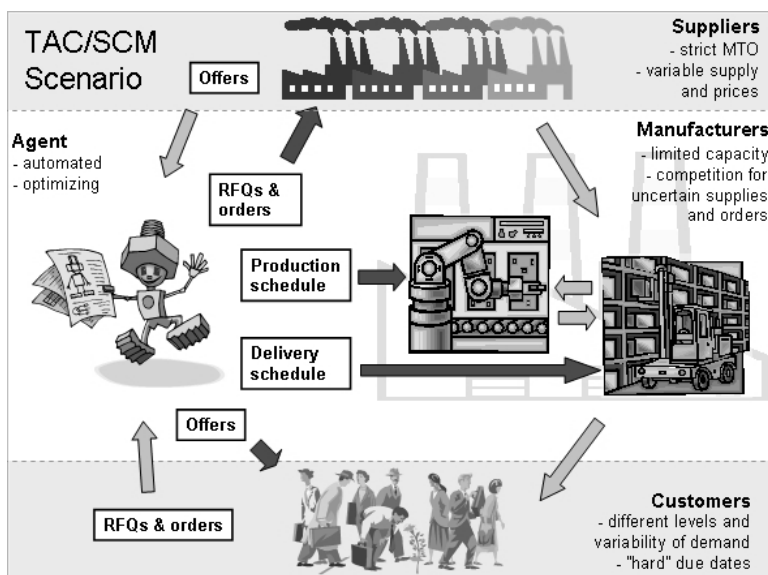 TAC/SCM
Scenario
Offers
Suppliers
- strict MTO
- variable supply
and prices
Agent
- automated
- optimizing
RFQs &
orders
Manufacturers
- limited capacity
- competition for
uncertain supplies
and orders
Production
schedule
Delivery
schedule
Offers
RFQs & orders
Customers
- different levels and
variability of demand
- "hard" due dates